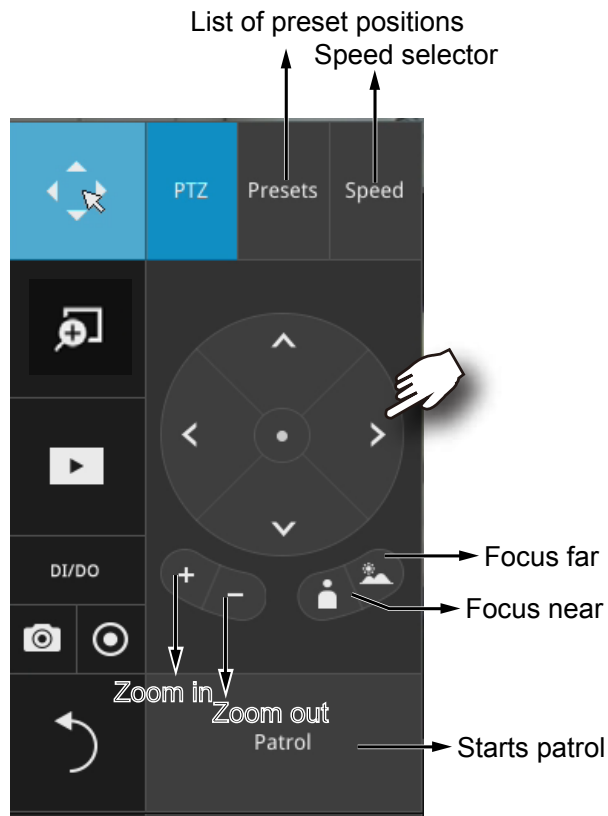 List of preset positions
Speed selector
PTZ
Presets
Speed
DI/DO
+
−
Focus far
Focus near
Zoom in
Zoom out
Patrol
Starts patrol